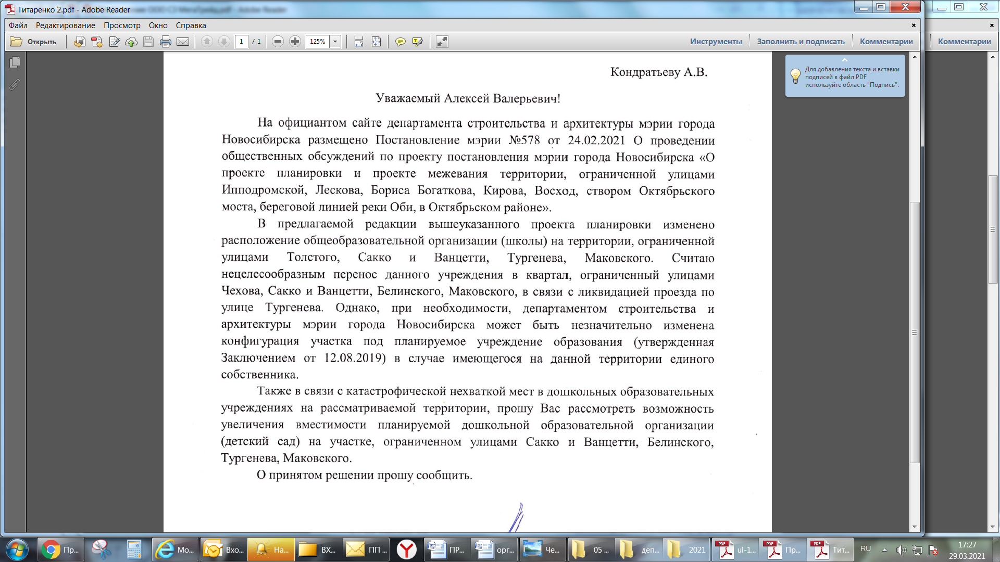 Титаренко 2.pdf - Adobe Reader
Файл Редактирование Просмотр Окно Справка
Открыть 1 / 1 125% Инструменты Заполнить и подписать Комментарии Комментарии
Для добавления текста и вставки
подписей в файл PDF
используйте область "Подпись".
Кондратьеву А.В.
Уважаемый Алексей Валерьевич!
На официантом сайте департамента строительства и архитектуры мэрии города
Новосибирска размещено Постановление мэрии №578 от 24.02.2021 О проведении
общественных обсуждений по проекту постановления мэрии города Новосибирска «О
проекте планировки и проекте межевания территории, ограниченной улицами
Ипподромской, Лескова, Бориса Богаткова, Кирова, Восход, створом Октябрьского
моста, береговой линией реки Оби, в Октябрьском районе».
В предлагаемой редакции вышеуказанного проекта планировки изменено
расположение общеобразовательной организации (школы) на территории, ограниченной
улицами Толстого, Сакко и Ванцетти, Тургенева, Маковского. Считаю
нецелесообразным перенос данного учреждения в квартал, ограниченный улицами
Чехова, Сакко и Ванцетти, Белинского, Маковского, в связи с ликвидацией проезда по
улице Тургенева. Однако, при необходимости, департаментом строительства и
архитектуры мэрии города Новосибирска может быть незначительно изменена
конфигурация участка под планируемое учреждение образования (утвержденная
Заключением от 12.08.2019) в случае имеющегося на данной территории единого
собственника.
Также в связи с катастрофической нехваткой мест в дошкольных образовательных
учреждениях на рассматриваемой территории, прошу Вас рассмотреть возможность
увеличения вместимости планируемой дошкольной образовательной организации
(детский сад) на участке, ограниченном улицами Сакко и Ванцетти, Белинского,
Тургенева, Маковского.
О принятом решении прошу сообщить.
Пр... Mo... Вхо... На... ВХ... ПП ... ПР... орг... Че... 05 ... деп... 2021 ul-1... Пр... Тит... RU 17:27
29.03.2021